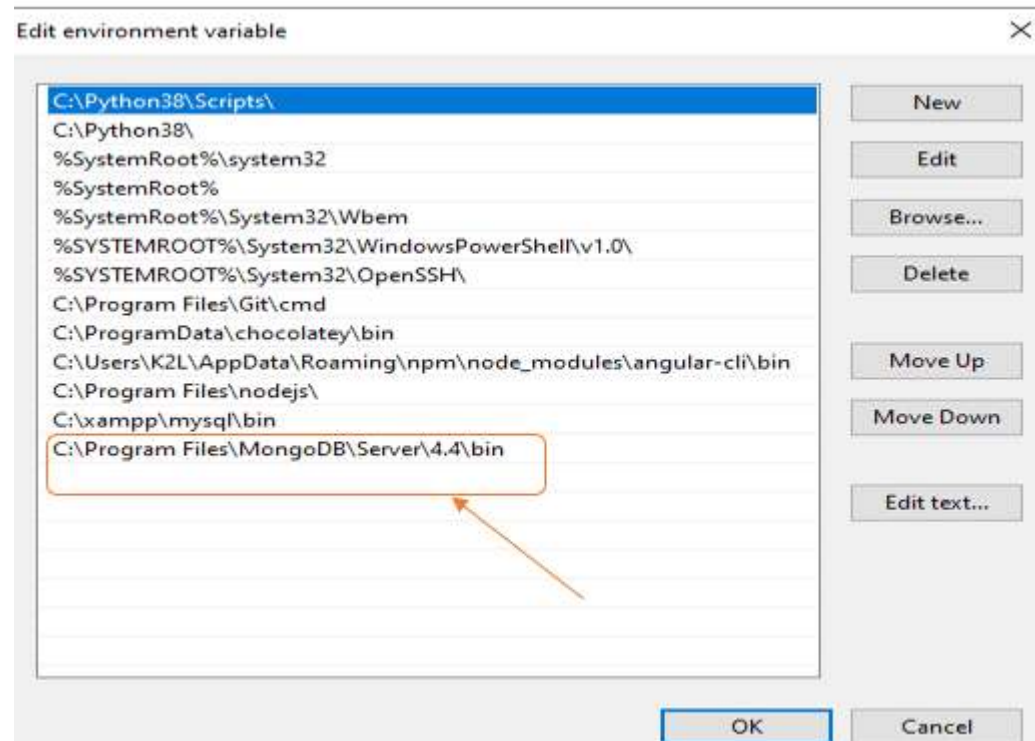 Edit environment variable
C:\Python38\Scripts\
C:\Python38\
%SystemRoot%\system32
%SystemRoot%
%SystemRoot%\System32\Wbem
%SYSTEMROOT%\System32\WindowsPowerShell\v1.0\
%SYSTEMROOT%\System32\OpenSSH\
C:\Program Files\Git\cmd
C:\ProgramData\chocolatey\bin
C:\Users\K2L\AppData\Roaming\npm\node_modules\angular-cli\bin
C:\Program Files\nodejs\
C:\xampp\mysql\bin
C:\Program Files\MongoDB\Server\4.4\bin
New
Edit
Browse...
Delete
Move Up
Move Down
Edit text...
OK
Cancel